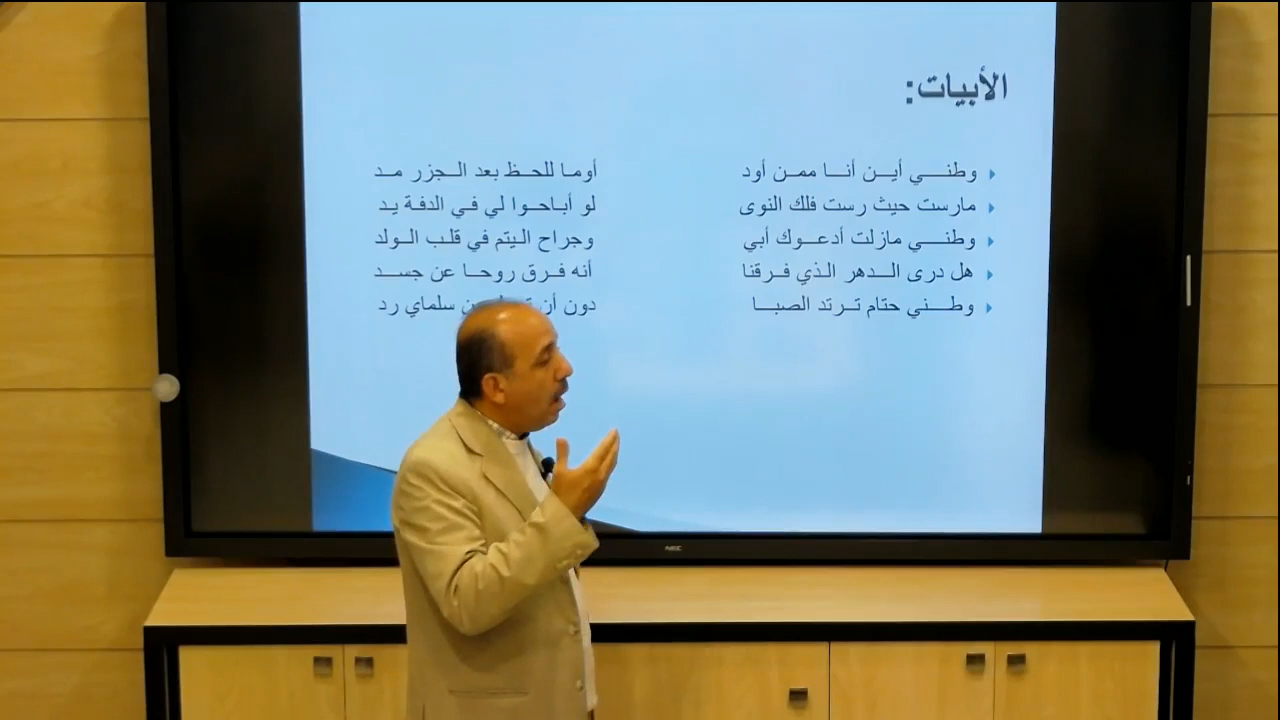 الأبيات:
وطني أين أنا ممن أود أوما للحظ بعد الجزر مد
مارست حيث رست فلك النوى لو أباحوا لي في الدفة يد
وطني مازلت أدعوك أبي وجراح اليتم في قلب الولد
هل درى الدهر الذي فرقنا أنه فرق روحا عن جسد
وطني حتام ترتد الصبا دون أن سلماي رد
NEC